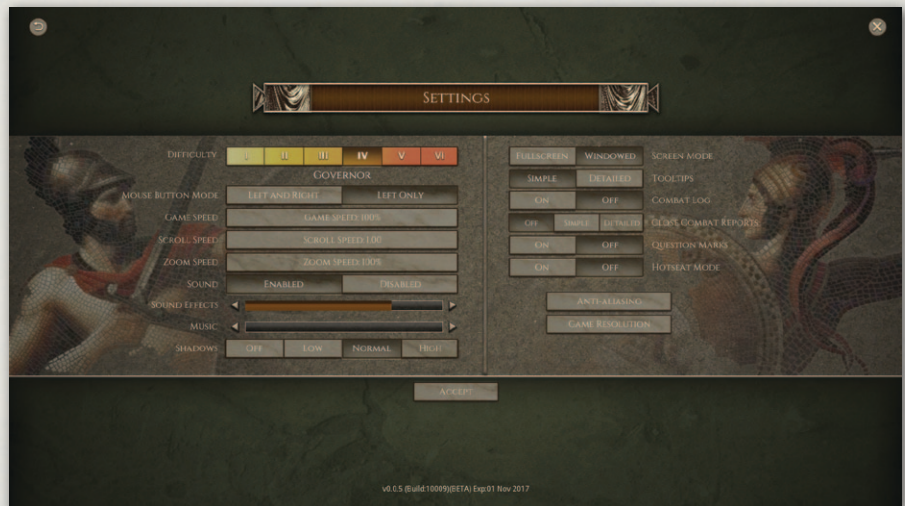 SETTINGS
DIFFICULTY I II III IV V VI
GOVERNOR
MOUSE BUTTON MODE LEFT AND RIGHT LEFT ONLY
GAME SPEED GAME SPEED: 100%
SCROLL SPEED SCROLL SPEED 1.00
ZOOM SPEED ZOOM SPEED: 100%
SOUND ENABLED DISABLED
SOUND EFFECTS
MUSIC
SHADOWS OFF LOW NORMAL HIGH
FULLSCREEN WINDOWED SCREEN MODE
SIMPLE DETAILED TOOLTIPS
ON OFF COMBAT LOG
OFF SIMPLE DETAILED COMBAT REPORTS
ON OFF QUESTION MARKS
ON OFF HOTSEAT MODE
ANTI-ALIASING
GAME RESOLUTION
ACCEPT
v0.0.5 (Build:10009)(BETA) Exp:01 Nov 2017